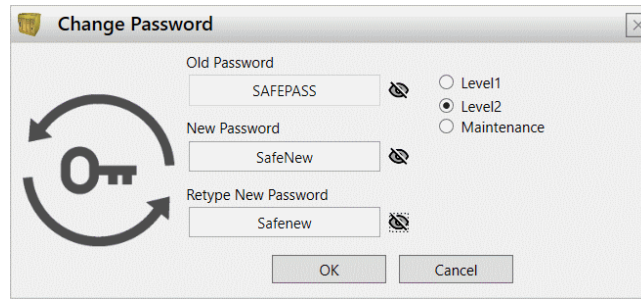 Change Password
Old Password
SAFEPASS
Level1
Level2
Maintenance
New Password
SafeNew
Retype New Password
Safenew
OK
Cancel